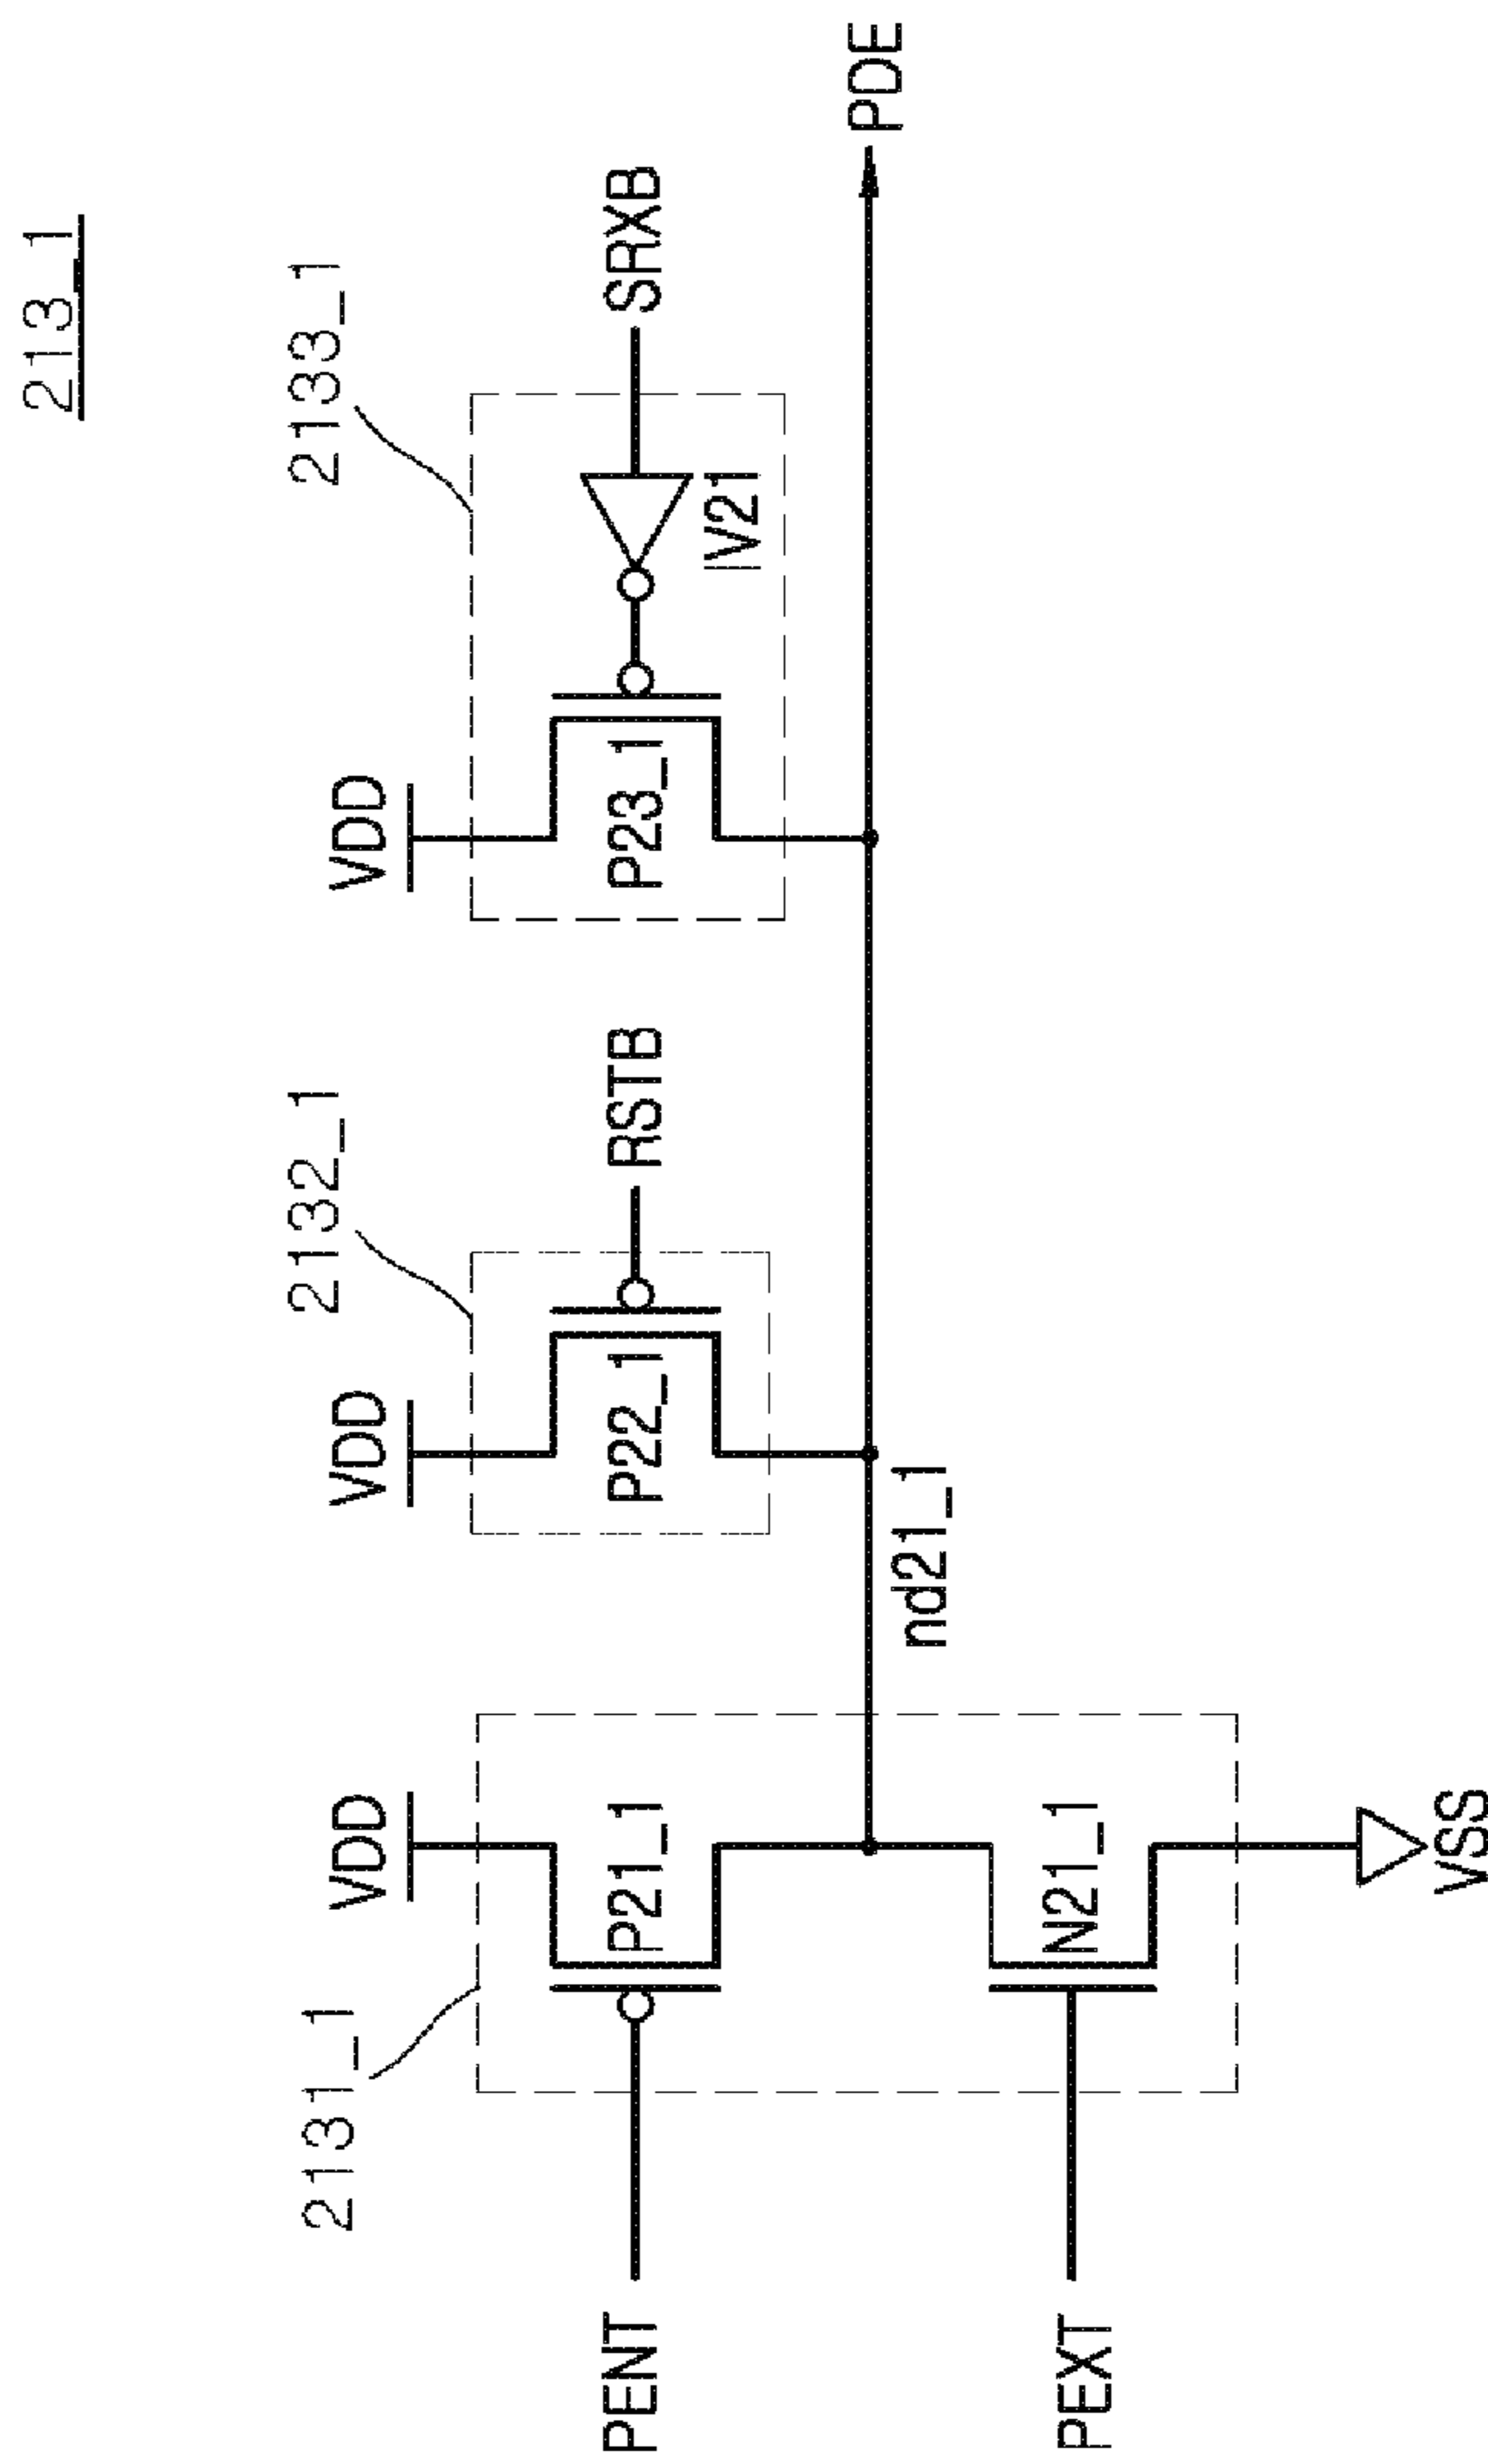 213_1
2131_1
2132_1
2133_1
VDD
VDD
VDD
PENT
P21_1
P22_1
RSTB
P23_1
SRXB
IV21
PDE
nd21_1
PEXT
N21_1
VSS